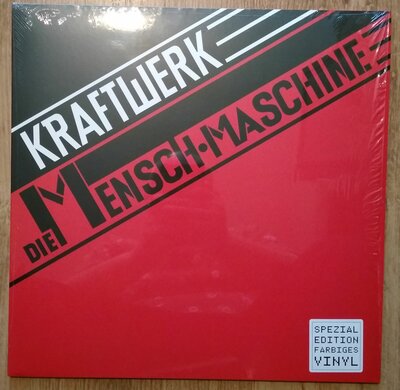 KRAFTWERK
DIE MENSCH·MASCHINE
SPEZIAL
EDITION
FARBIGES
VINYL